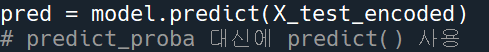 pred = model.predict(X_test_encoded)
# predict_proba 대신에 predict() 사용